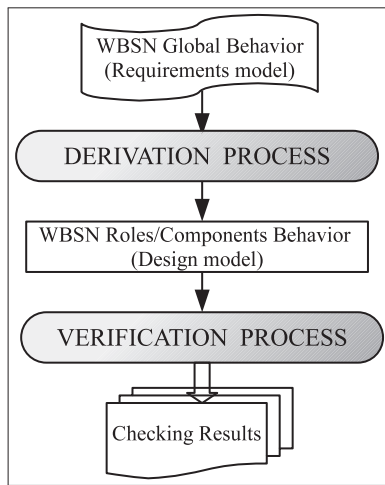 WBSN Global Behavior
(Requirements model)
DERIVATION PROCESS
WBSN Roles/Components Behavior
(Design model)
VERIFICATION PROCESS
Checking Results